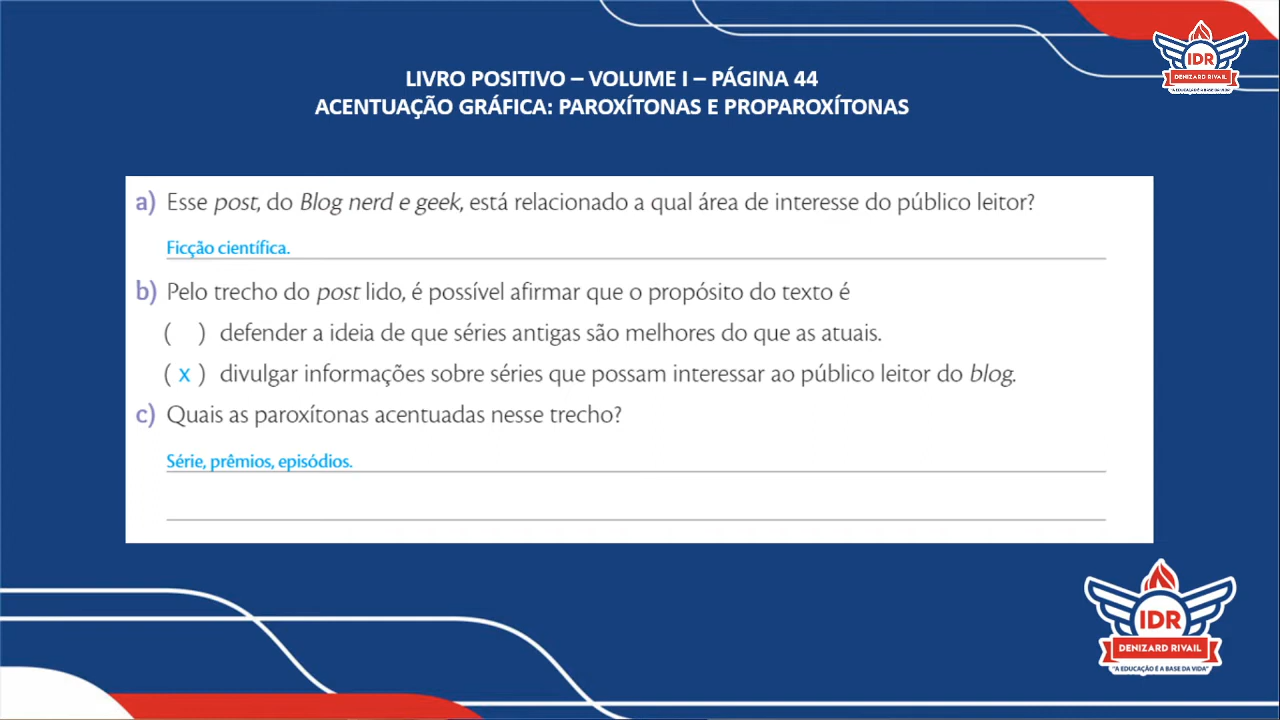 LIVRO POSITIVO – VOLUME I – PÁGINA 44
ACENTUAÇÃO GRÁFICA: PAROXÍTONAS E PROPAROXÍTONAS
IDR
DENIZARD RIVAIL
"A EDUCAÇÃO É A BASE DA VIDA"
a) Esse post, do Blog nerd e geek, está relacionado a qual área de interesse do público leitor?
Ficção científica.
b) Pelo trecho do post lido, é possível afirmar que o propósito do texto é
( ) defender a ideia de que séries antigas são melhores do que as atuais.
( x ) divulgar informações sobre séries que possam interessar ao público leitor do blog.
c) Quais as paroxítonas acentuadas nesse trecho?
Série, prêmios, episódios.
IDR
DENIZARD RIVAIL
"A EDUCAÇÃO É A BASE DA VIDA"